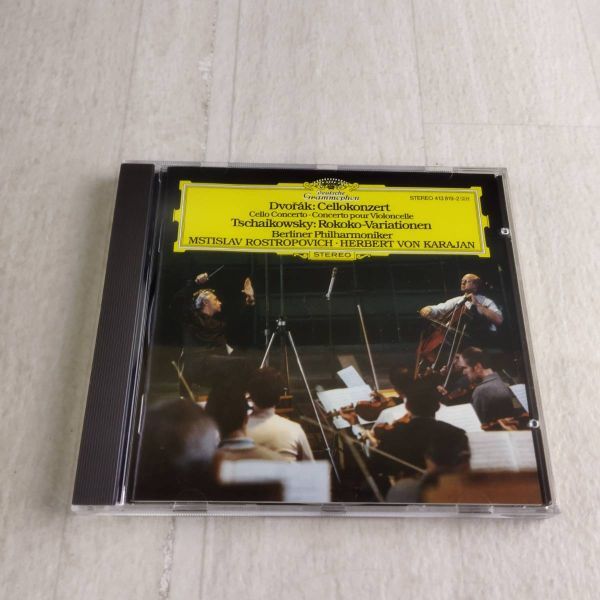 Deutsche
Grammophon
STEREO 413 819-2
Dvořák: Cellokonzert
Cello Concerto · Concerto pour Violoncelle
Tschaikowsky: Rokoko-Variationen
Berliner Philharmoniker
MSTISLAV ROSTROPOVICH · HERBERT VON KARAJAN
STEREO